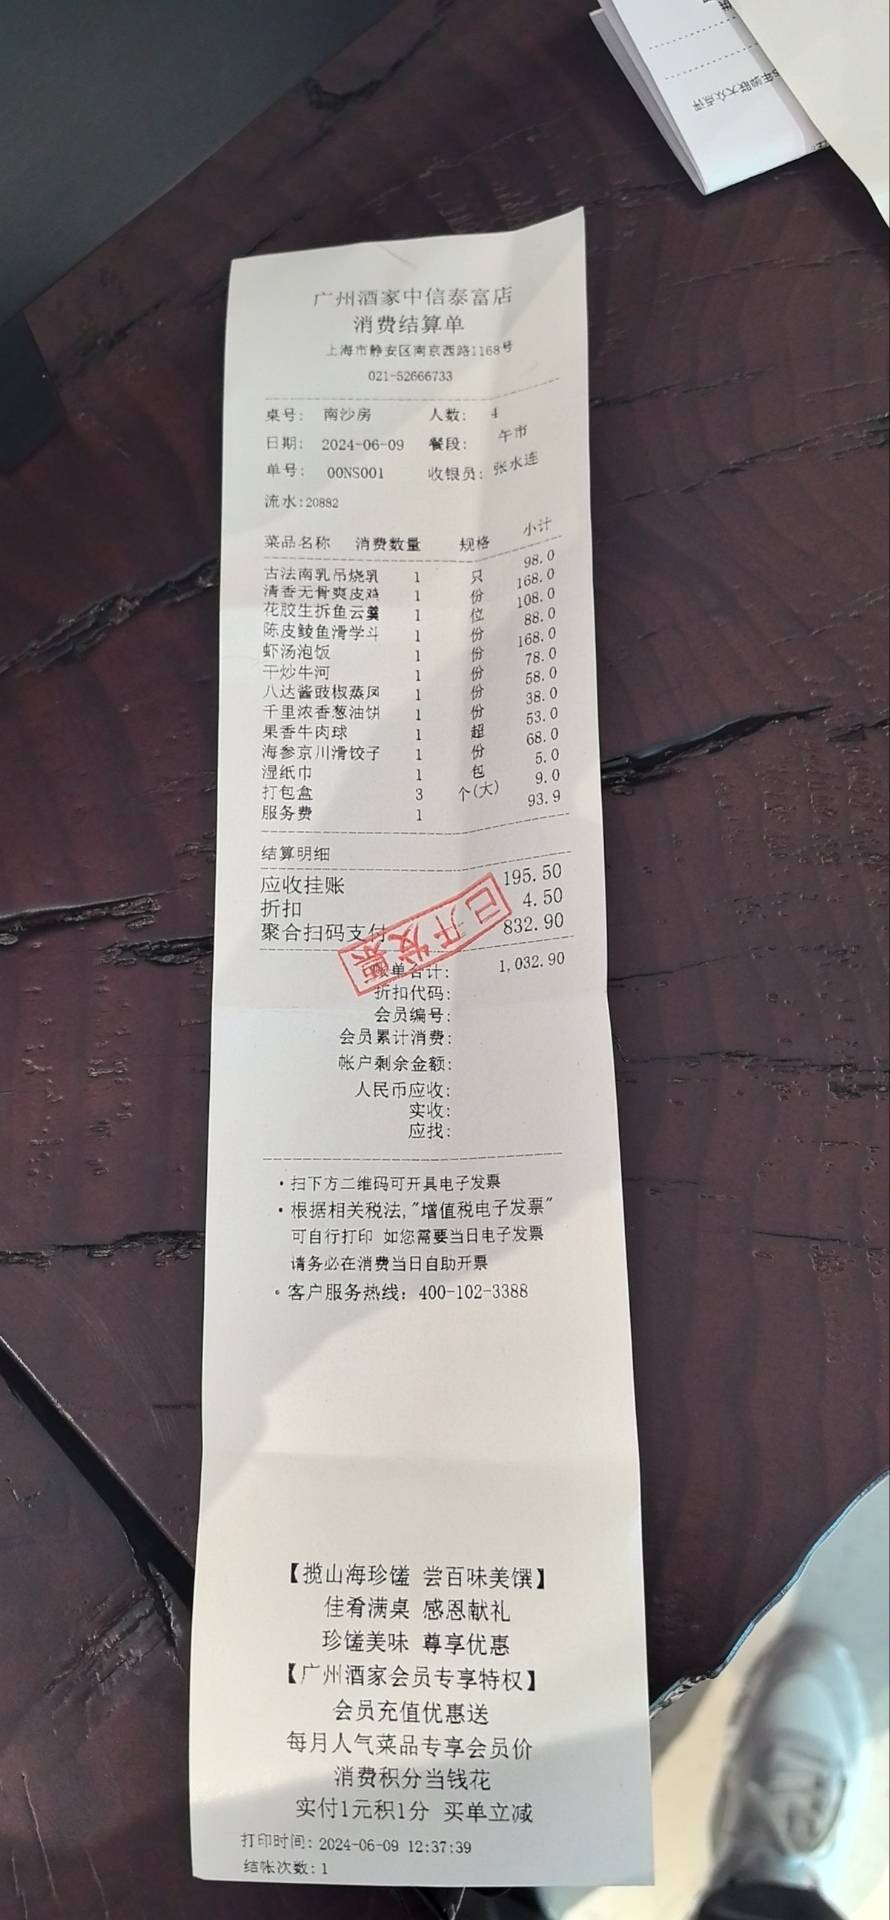 年蝉联大众点评
广州酒家中信泰富店
消费结算单
上海市静安区南京西路1168号
021-52666733
桌号: 南沙房 人数: 4
日期: 2024-06-09 餐段: 午市
单号: 00NS001 收银员: 张水连
流水:20882
菜品名称 消费数量 规格 小计
古法南乳吊烧乳 1 只 98.0
清香无骨爽皮鸡 1 份 168.0
花胶生拆鱼云羹 1 位 108.0
陈皮鲮鱼滑学斗 1 份 88.0
虾汤泡饭 1 份 168.0
干炒牛河 1 份 78.0
八达酱豉椒蒸凤 1 份 58.0
千里浓香葱油饼 1 份 38.0
果香牛肉球 1 超 53.0
海参京川滑饺子 1 份 68.0
湿纸巾 1 包 5.0
打包盒 3 个(大) 9.0
服务费 1 93.9
结算明细
应收挂账 195.50
折扣 4.50
聚合扫码支付 832.90
已开发票
账单合计: 1,032.90
折扣代码:
会员编号:
会员累计消费:
帐户剩余金额:
人民币应收:
实收:
应找:
·扫下方二维码可开具电子发票
·根据相关税法,"增值税电子发票"
可自行打印 如您需要当日电子发票
请务必在消费当日自助开票
·客户服务热线: 400-102-3388
【揽山海珍馐 尝百味美馔】
佳肴满桌 感恩献礼
珍馐美味 尊享优惠
【广州酒家会员专享特权】
会员充值优惠送
每月人气菜品专享会员价
消费积分当钱花
实付1元积1分 买单立减
打印时间: 2024-06-09 12:37:39
结帐次数: 1